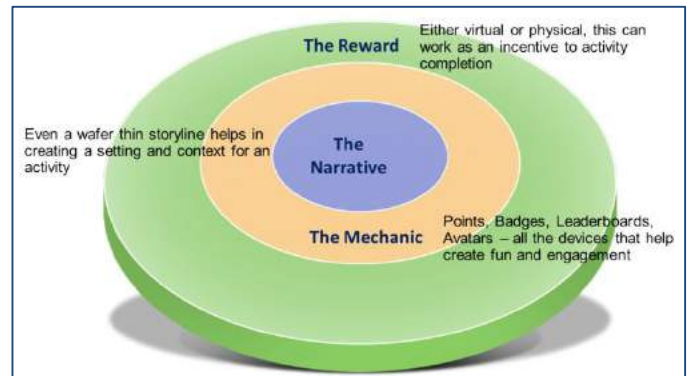 The Reward
Either virtual or physical, this can
work as an incentive to activity
completion
Even a wafer thin storyline helps in
creating a setting and context for an
activity
The
Narrative
The Mechanic
Points, Badges, Leaderboards,
Avatars – all the devices that help
create fun and engagement